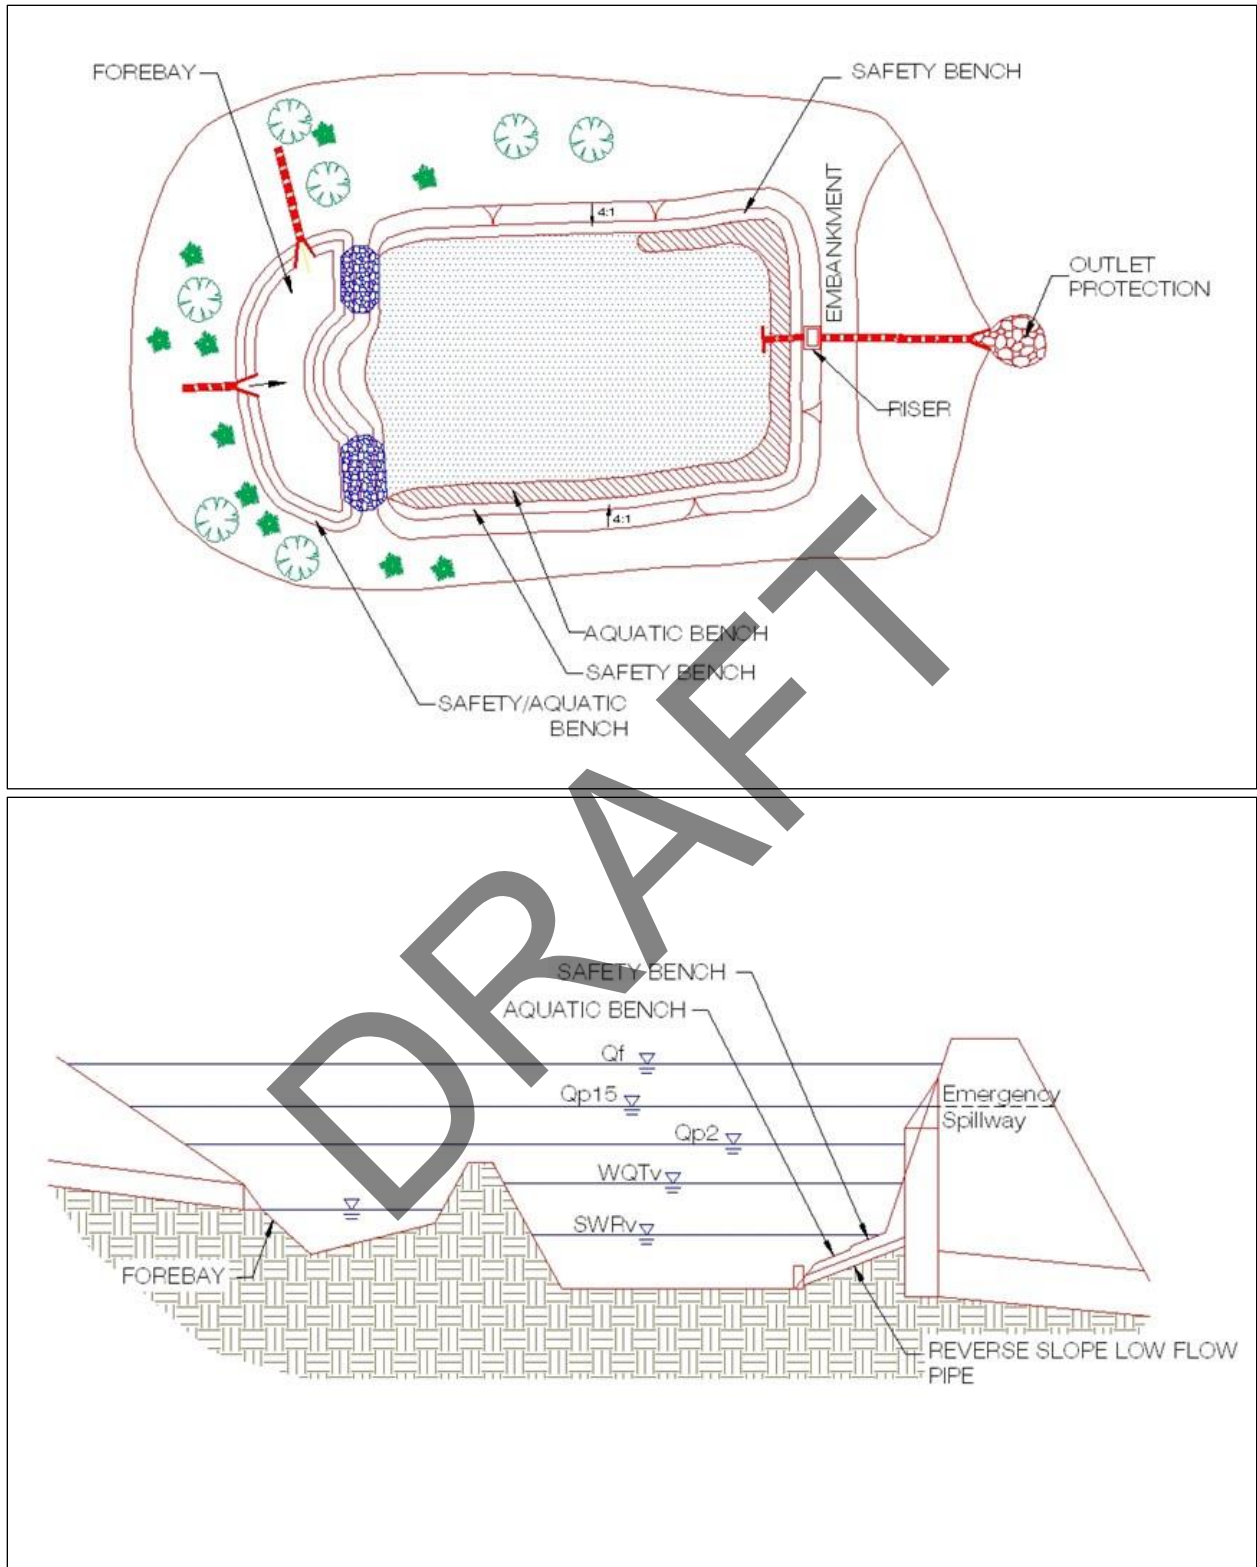 FOREBAY
SAFETY BENCH
4:1
EMBANKMENT
OUTLET
PROTECTION
RISER
4:1
AQUATIC BENCH
SAFETY BENCH
SAFETY/AQUATIC
BENCH
DRAFT
SAFETY BENCH
AQUATIC BENCH
Qf
Qp15
Emergency
Spillway
Qp2
WQTv
SWRv
FOREBAY
REVERSE SLOPE LOW FLOW
PIPE